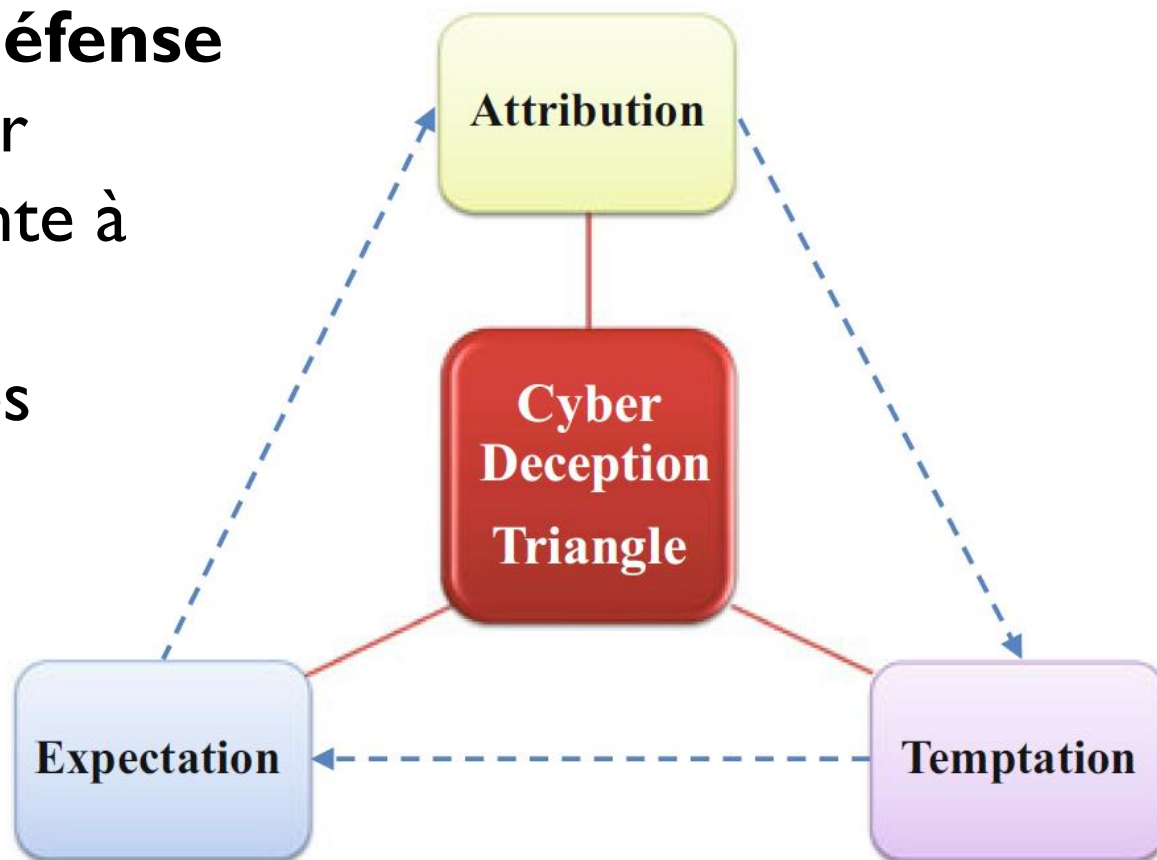 éfense
r
nte à
s
Attribution
Cyber
Deception
Triangle
Expectation
Temptation